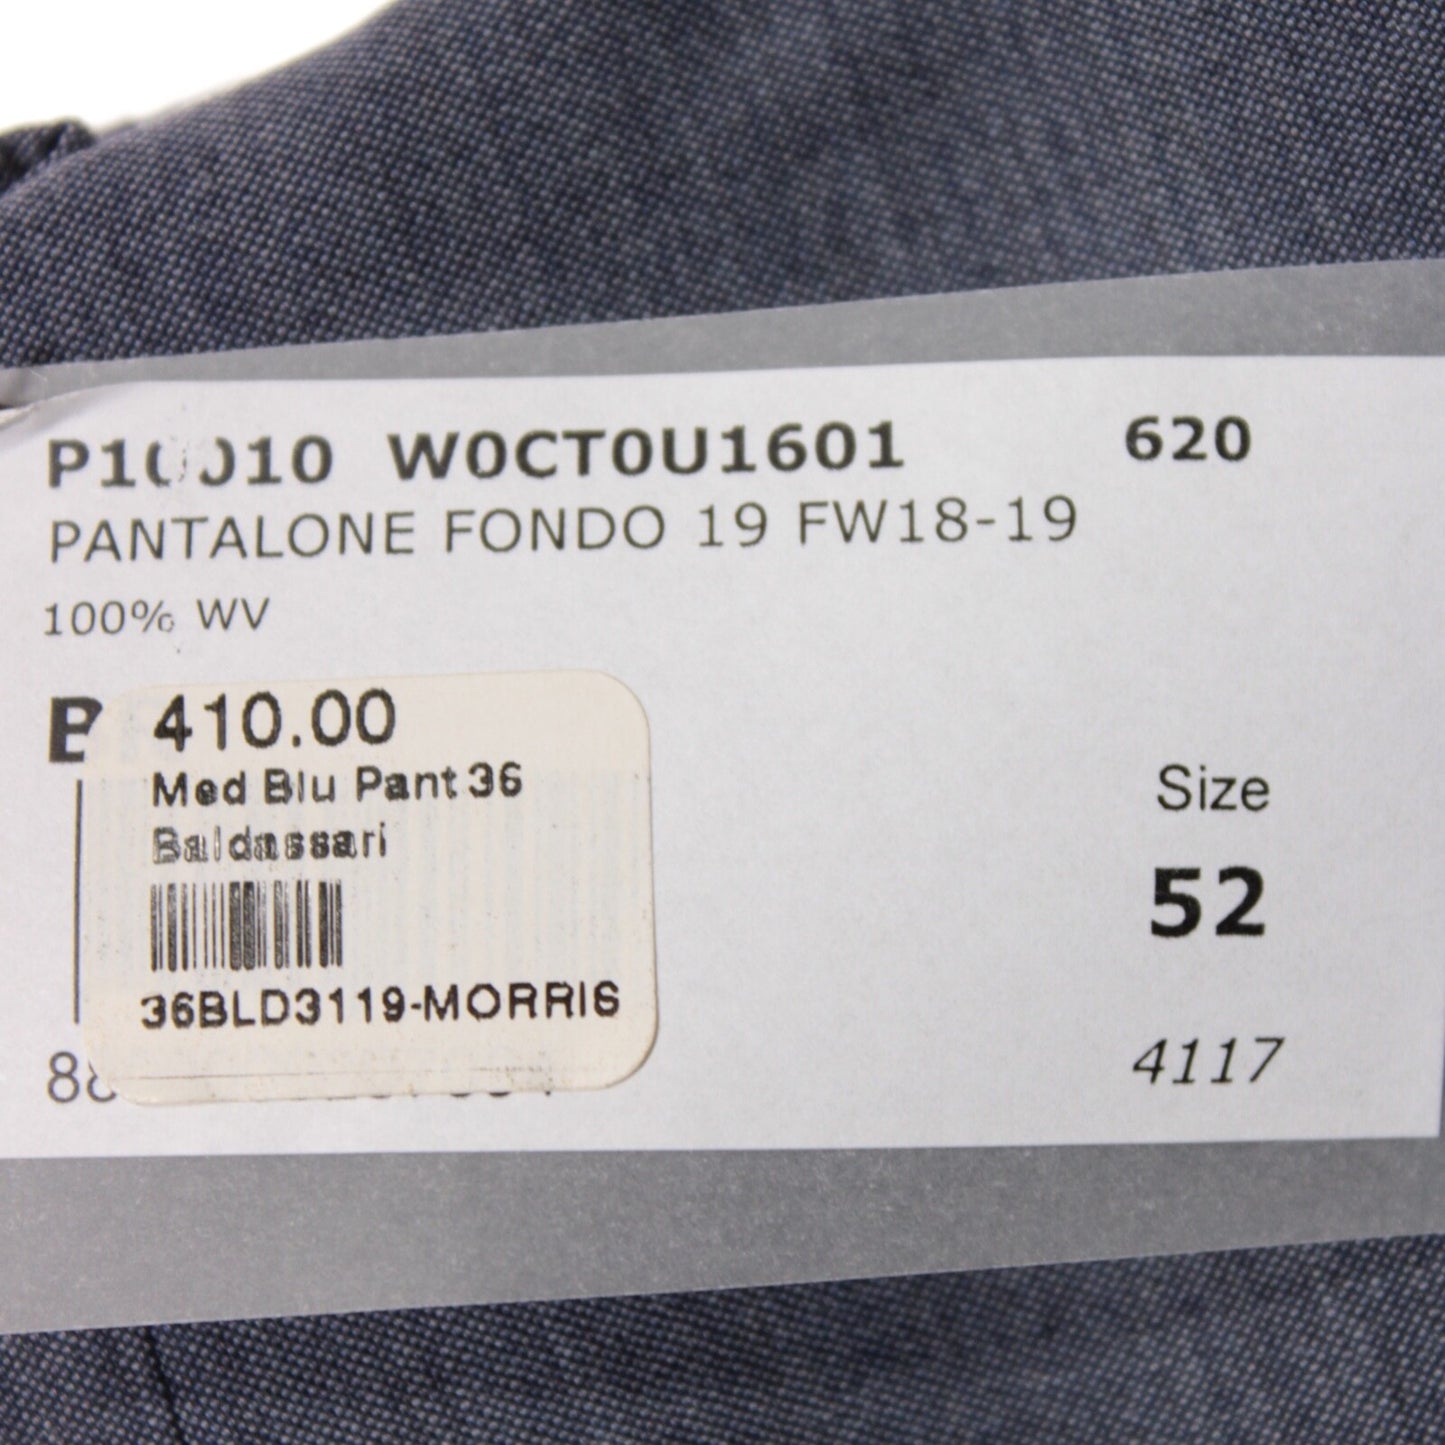 W0CT0U1601 620
PANTALONE FONDO 19 FW18-19
100% WV
410.00
Med Blu Pant 36
Baldassari
36BLD3119-MORRIS
Size
52
4117